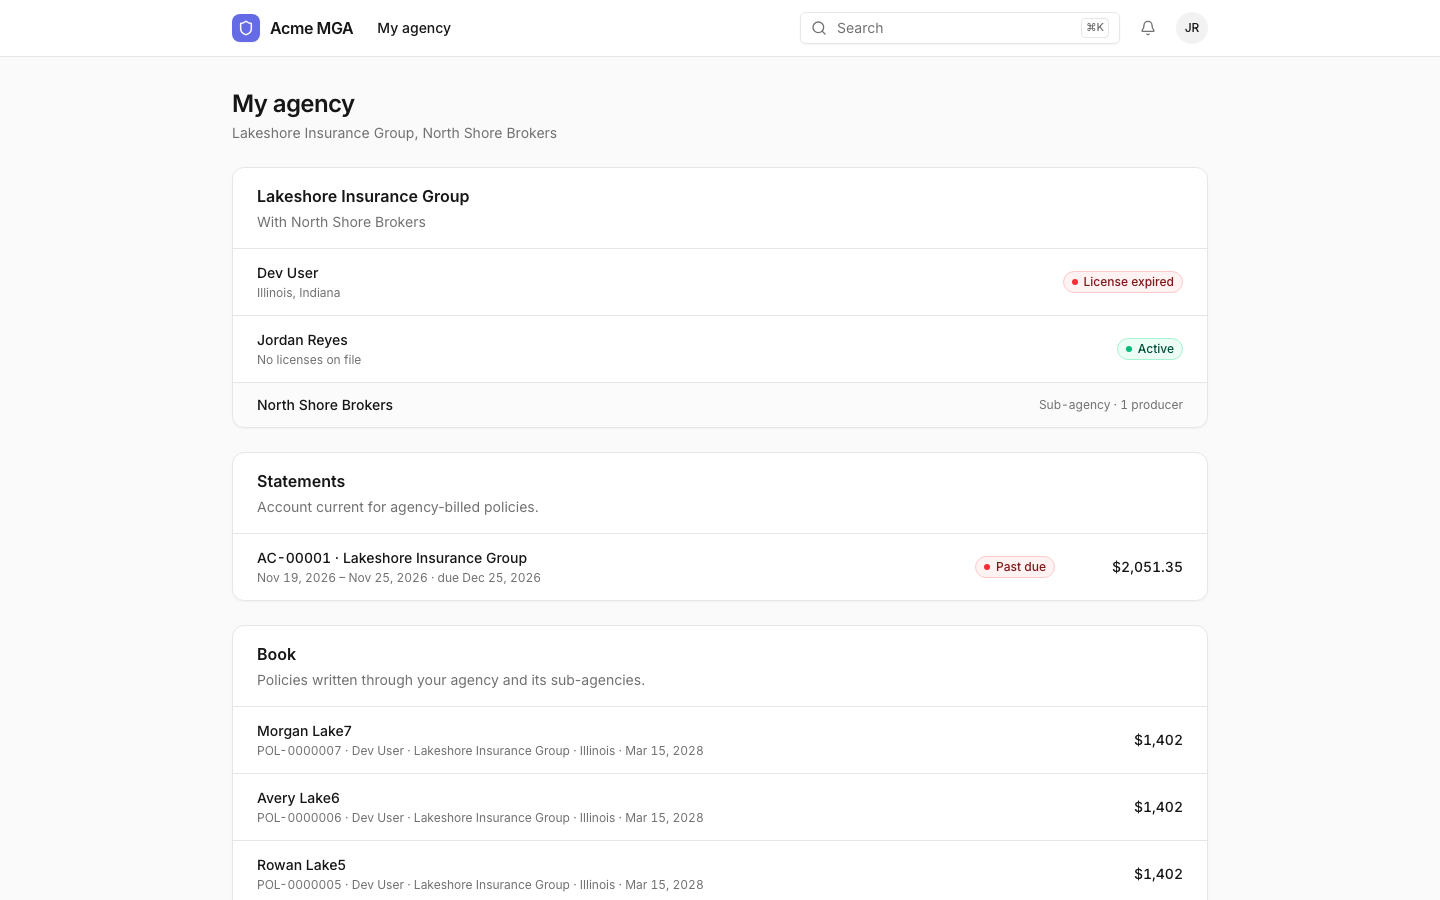 Acme MGA
My agency
Search
⌘K
JR
My agency
Lakeshore Insurance Group, North Shore Brokers
Lakeshore Insurance Group
With North Shore Brokers
Dev User
Illinois, Indiana
License expired
Jordan Reyes
No licenses on file
Active
North Shore Brokers
Sub-agency · 1 producer
Statements
Account current for agency-billed policies.
AC-00001 · Lakeshore Insurance Group
Nov 19, 2026 – Nov 25, 2026 · due Dec 25, 2026
Past due
$2,051.35
Book
Policies written through your agency and its sub-agencies.
Morgan Lake7
POL-0000007 · Dev User · Lakeshore Insurance Group · Illinois · Mar 15, 2028
$1,402
Avery Lake6
POL-0000006 · Dev User · Lakeshore Insurance Group · Illinois · Mar 15, 2028
$1,402
Rowan Lake5
POL-0000005 · Dev User · Lakeshore Insurance Group · Illinois · Mar 15, 2028
$1,402